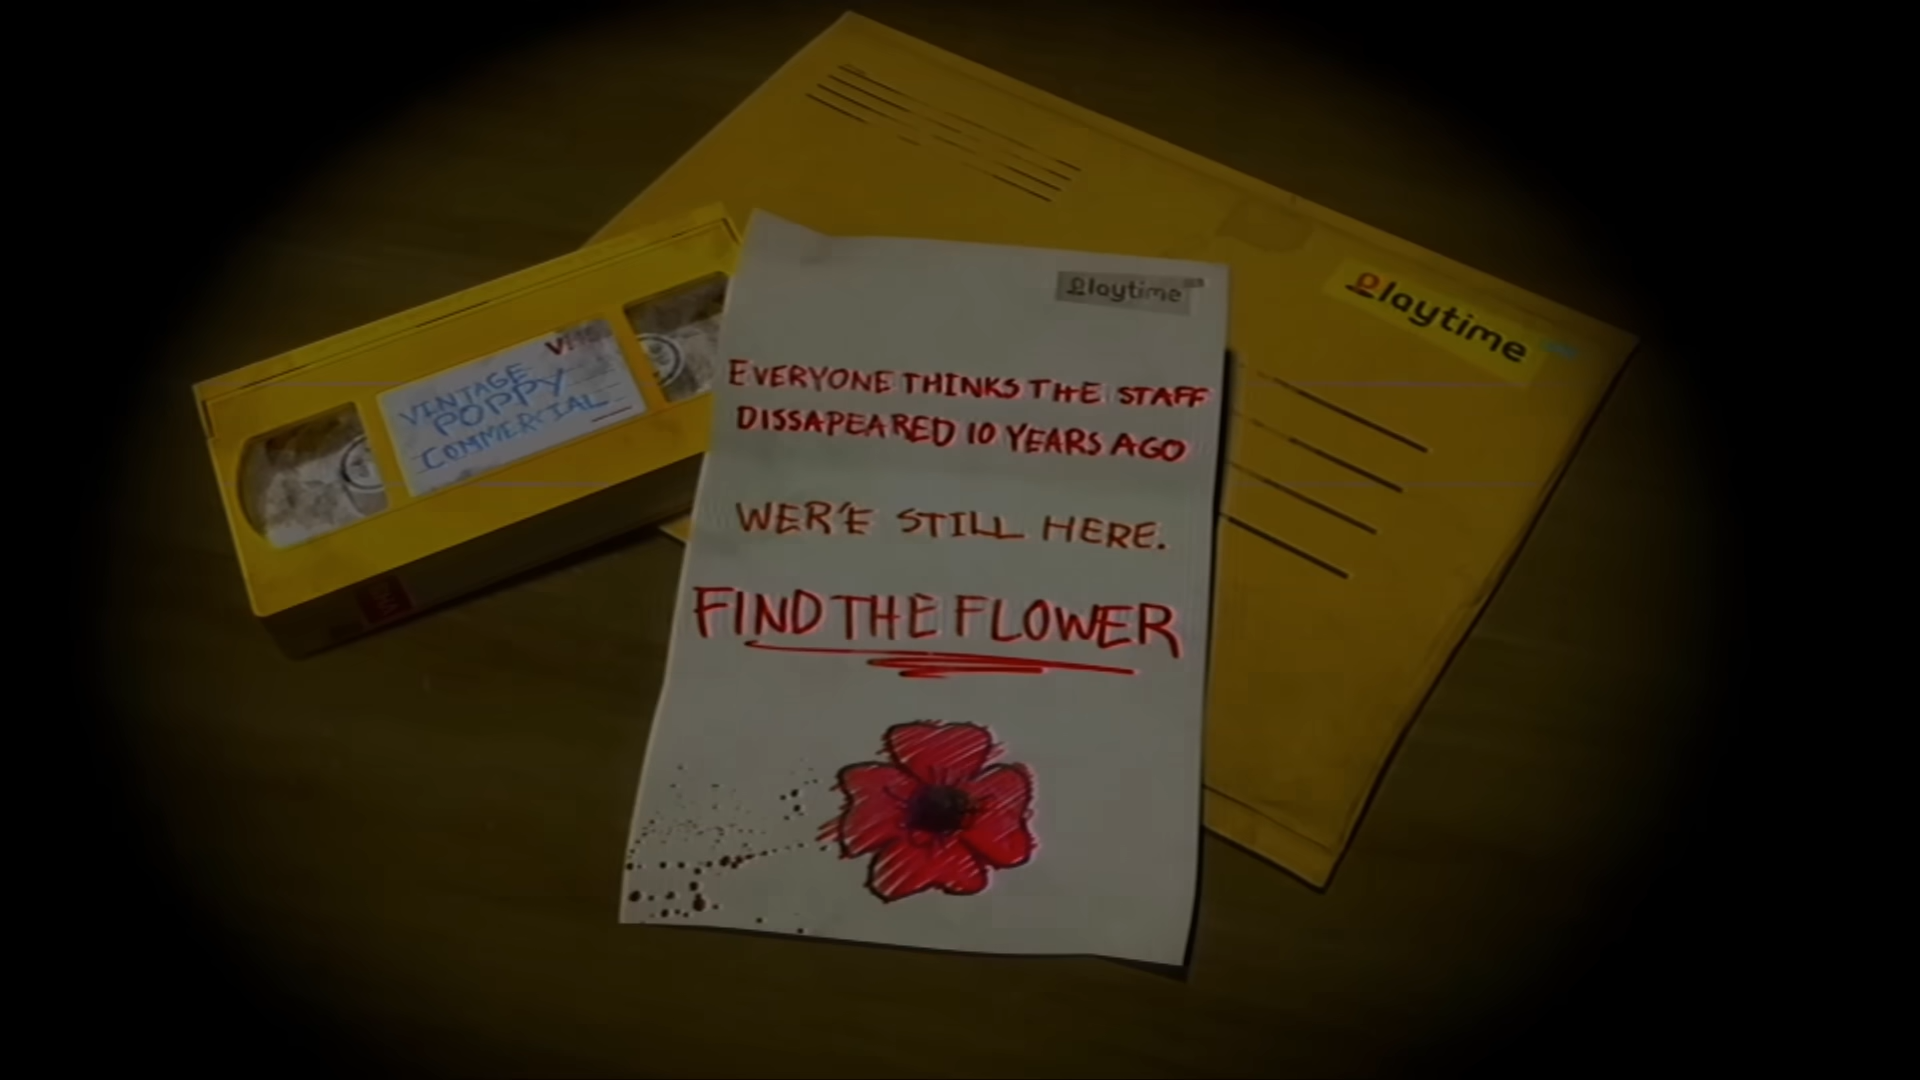 VINTAGE
POPPY
COMMERCIAL
Playtime
EVERYONE THINKS THE STAFF
DISSAPEARED 10 YEARS AGO
WER'E STILL HERE.
FIND THE FLOWER
Playtime